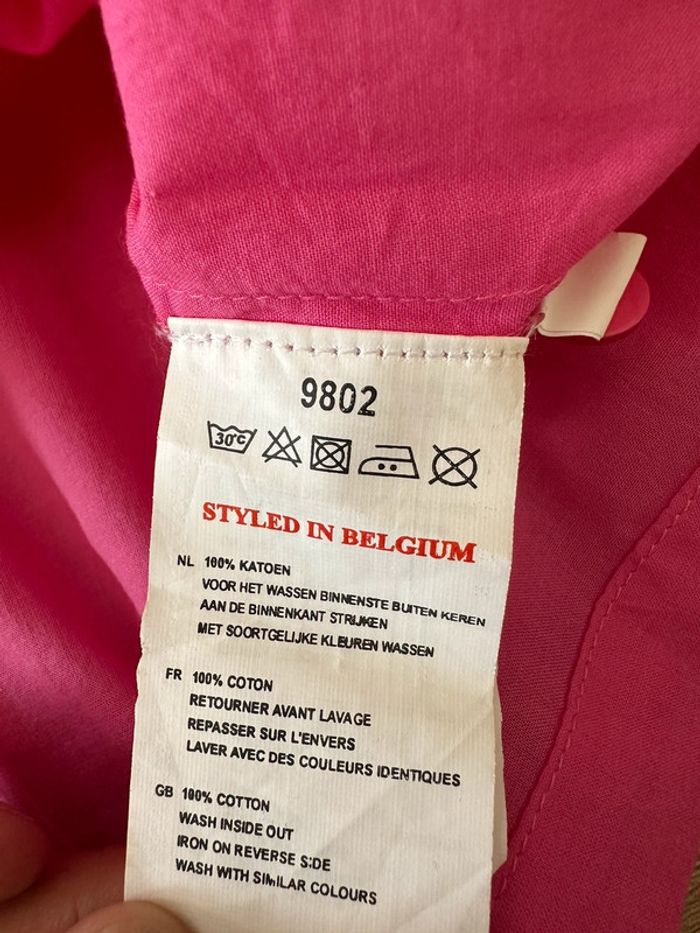 9802
30°C
STYLED IN BELGIUM
NL 100% KATOEN
VOOR HET WASSEN BINNENSTE BUITEN KEREN
AAN DE BINNENKANT STRIJKEN
MET SOORTGELIJKE KLEUREN WASSEN
FR 100% COTON
RETOURNER AVANT LAVAGE
REPASSER SUR L'ENVERS
LAVER AVEC DES COULEURS IDENTIQUES
GB 100% COTTON
WASH INSIDE OUT
IRON ON REVERSE SIDE
WASH WITH SIMILAR COLOURS